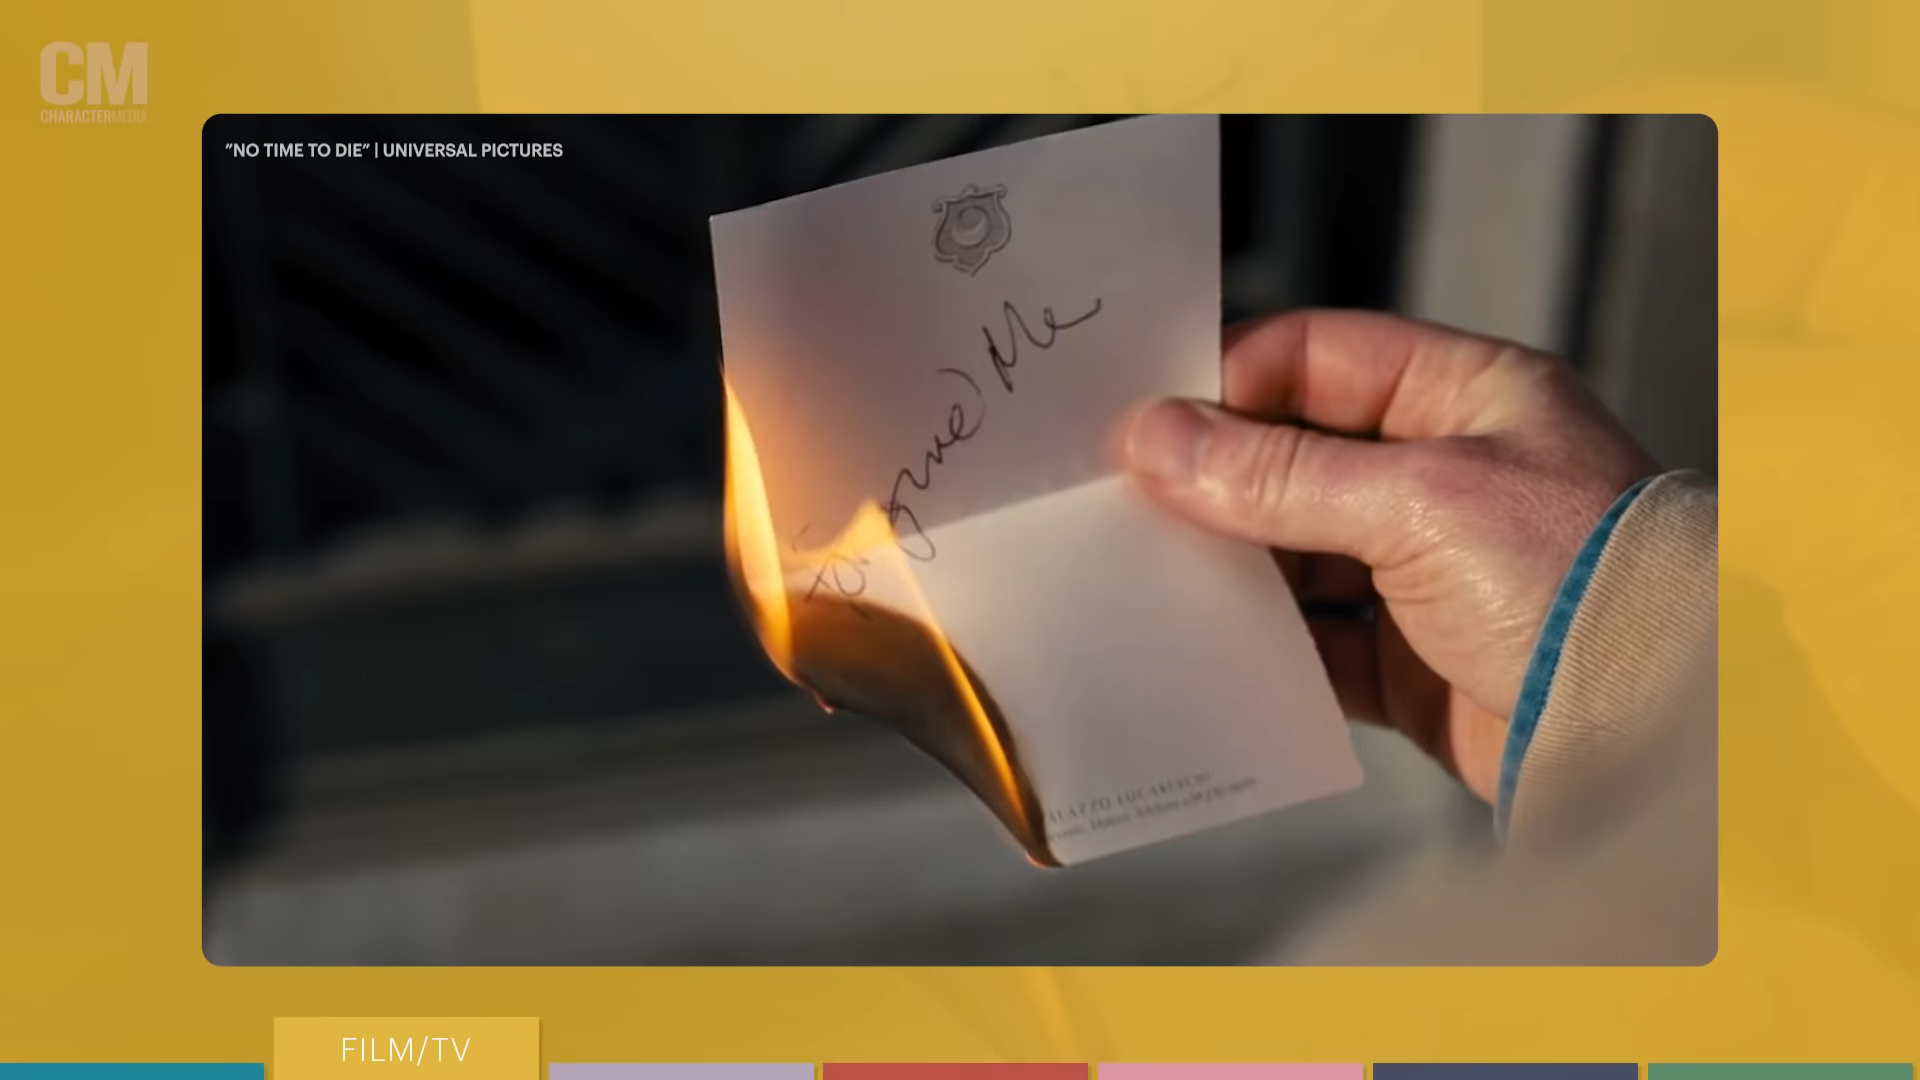 CM
CHARACTERMEDIA
"NO TIME TO DIE" | UNIVERSAL PICTURES
Forgive Me
FILM/TV